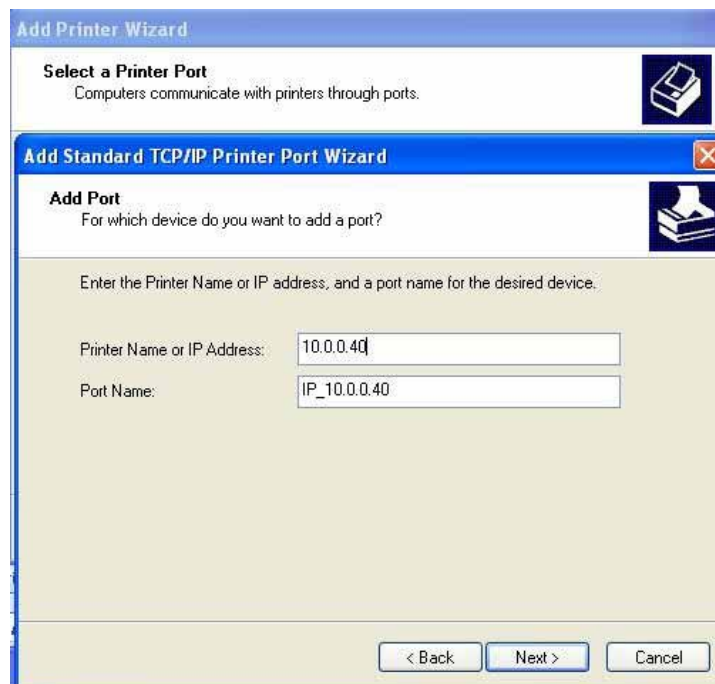 Add Printer Wizard
Select a Printer Port
Computers communicate with printers through ports.
Add Standard TCP/IP Printer Port Wizard
Add Port
For which device do you want to add a port?
Enter the Printer Name or IP address, and a port name for the desired device.
Printer Name or IP Address: 10.0.0.40
Port Name: IP_10.0.0.40
< Back Next > Cancel